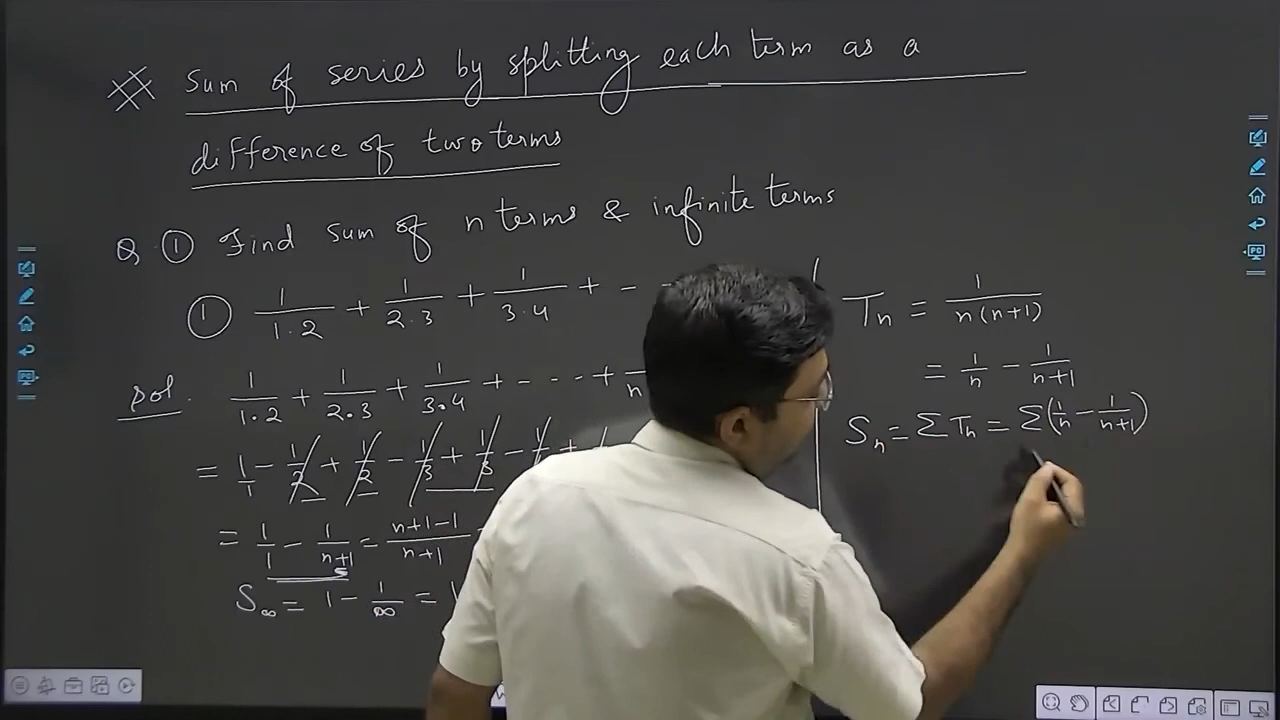 Sum of series by splitting each term as a
difference of two terms
Q ① Find sum of n terms & infinite terms
① 1/1·2 + 1/2·3 + 1/3·4 + - -
Sol. 1/1·2 + 1/2·3 + 1/3·4 + - - - +
= 1/1 - 1/2 + 1/2 - 1/3 + 1/3 -
= 1/1 - 1/n+1 = n+1-1/n+1
S∞ = 1 - 1/∞ =
Tn = 1/n(n+1)
= 1/n - 1/n+1
Sn = ΣTn = Σ(1/n - 1/n+1)